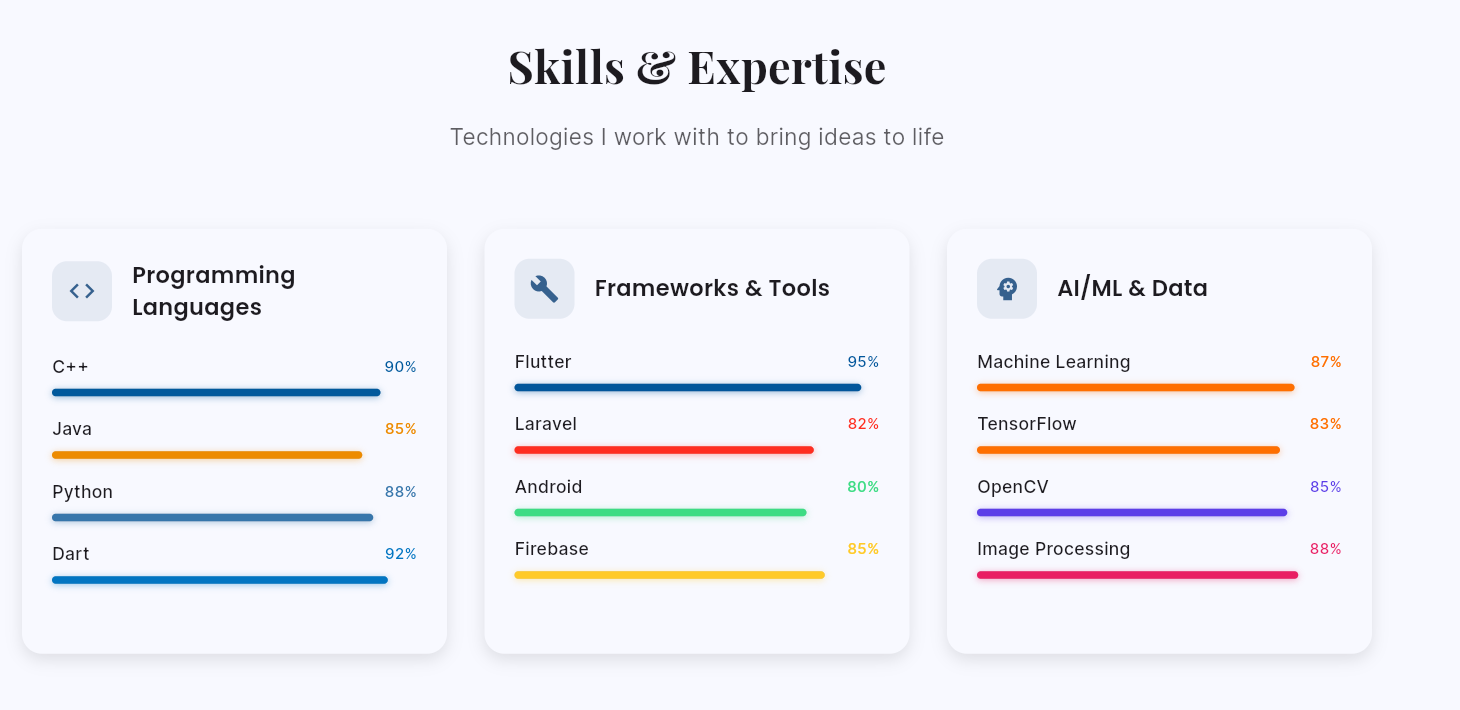 Skills & Expertise
Technologies I work with to bring ideas to life
Programming
Languages
C++ 90%
Java 85%
Python 88%
Dart 92%
Frameworks & Tools
Flutter 95%
Laravel 82%
Android 80%
Firebase 85%
AI/ML & Data
Machine Learning 87%
TensorFlow 83%
OpenCV 85%
Image Processing 88%